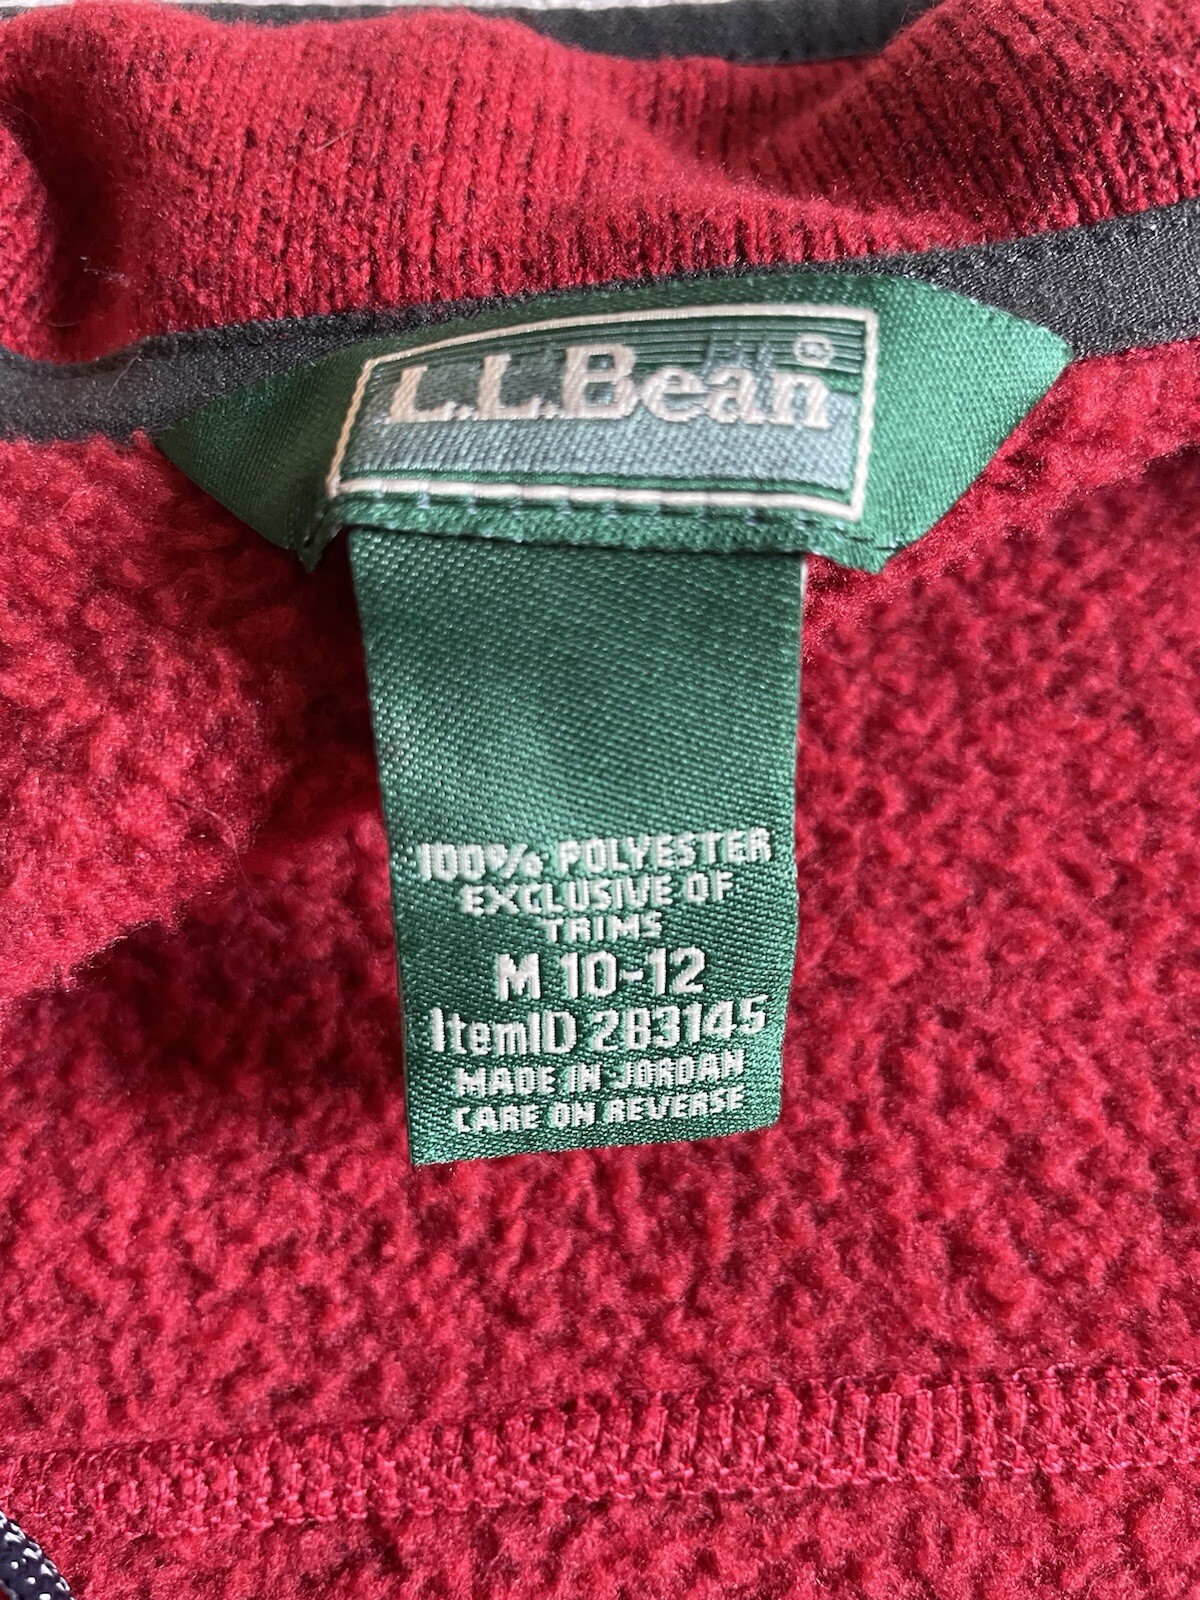 L.L.Bean®
100% POLYESTER
EXCLUSIVE OF
TRIMS
M 10-12
ItemID 283145
MADE IN JORDAN
CARE ON REVERSE